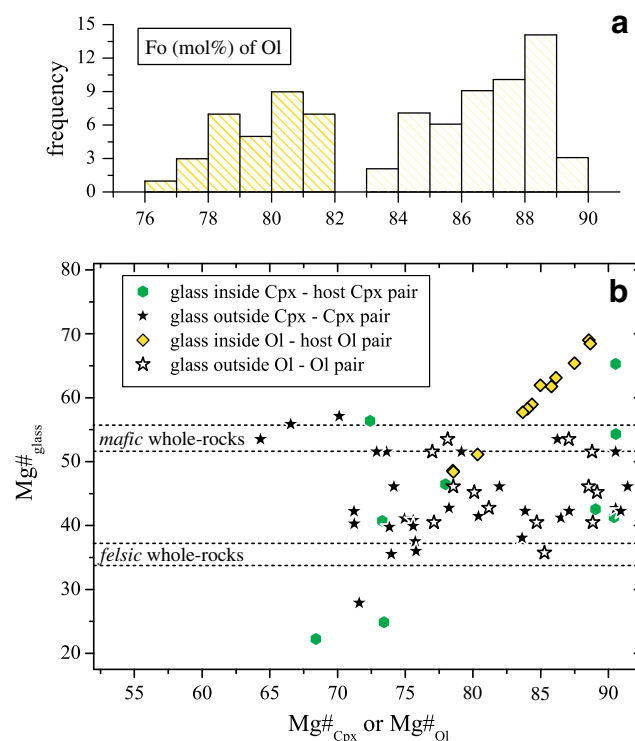 a
Fo (mol%) of Ol
frequency
15
12
9
6
3
0
76 78 80 82 84 86 88 90
b
glass inside Cpx - host Cpx pair
glass outside Cpx - Cpx pair
glass inside Ol - host Ol pair
glass outside Ol - Ol pair
mafic whole-rocks
felsic whole-rocks
Mg#glass
80
70
60
50
40
30
20
55 60 65 70 75 80 85 90
Mg#Cpx or Mg#Ol